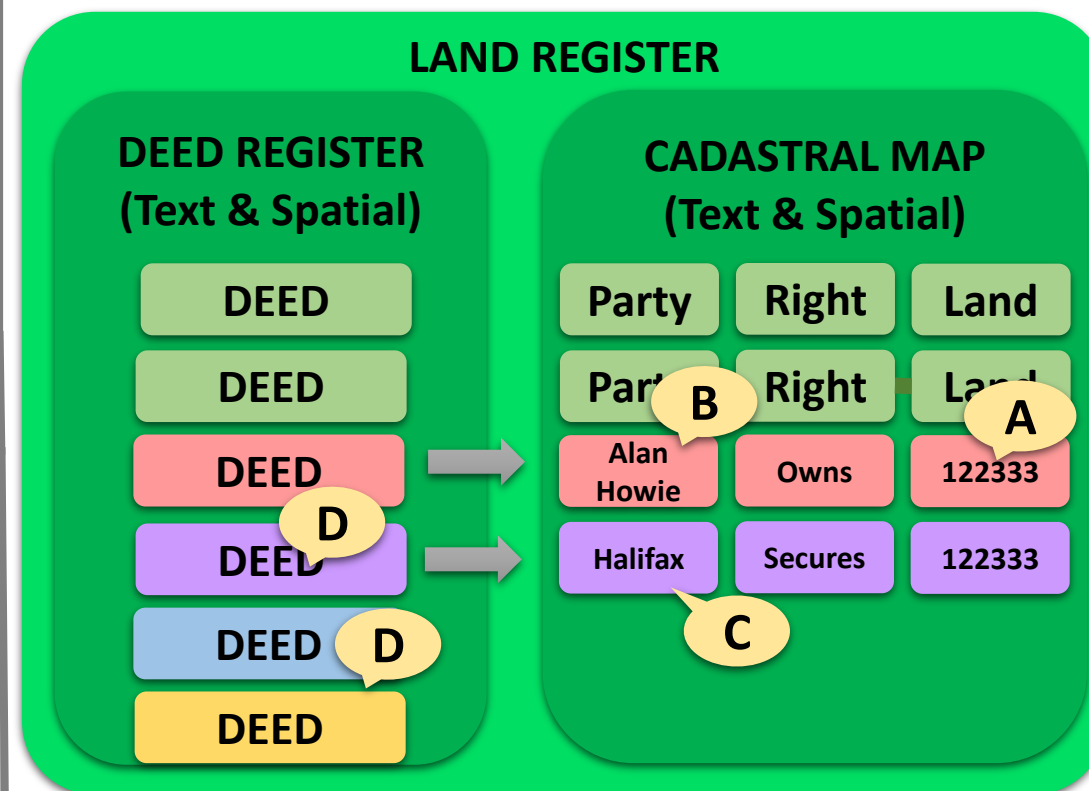 LAND REGISTER
DEED REGISTER
(Text & Spatial)
DEED
DEED
DEED
D
DEED
DEED
D
DEED
CADASTRAL MAP
(Text & Spatial)
Party Right Land
Right
B
A
Alan
Howie
Owns
122333
Halifax Secures 122333
C